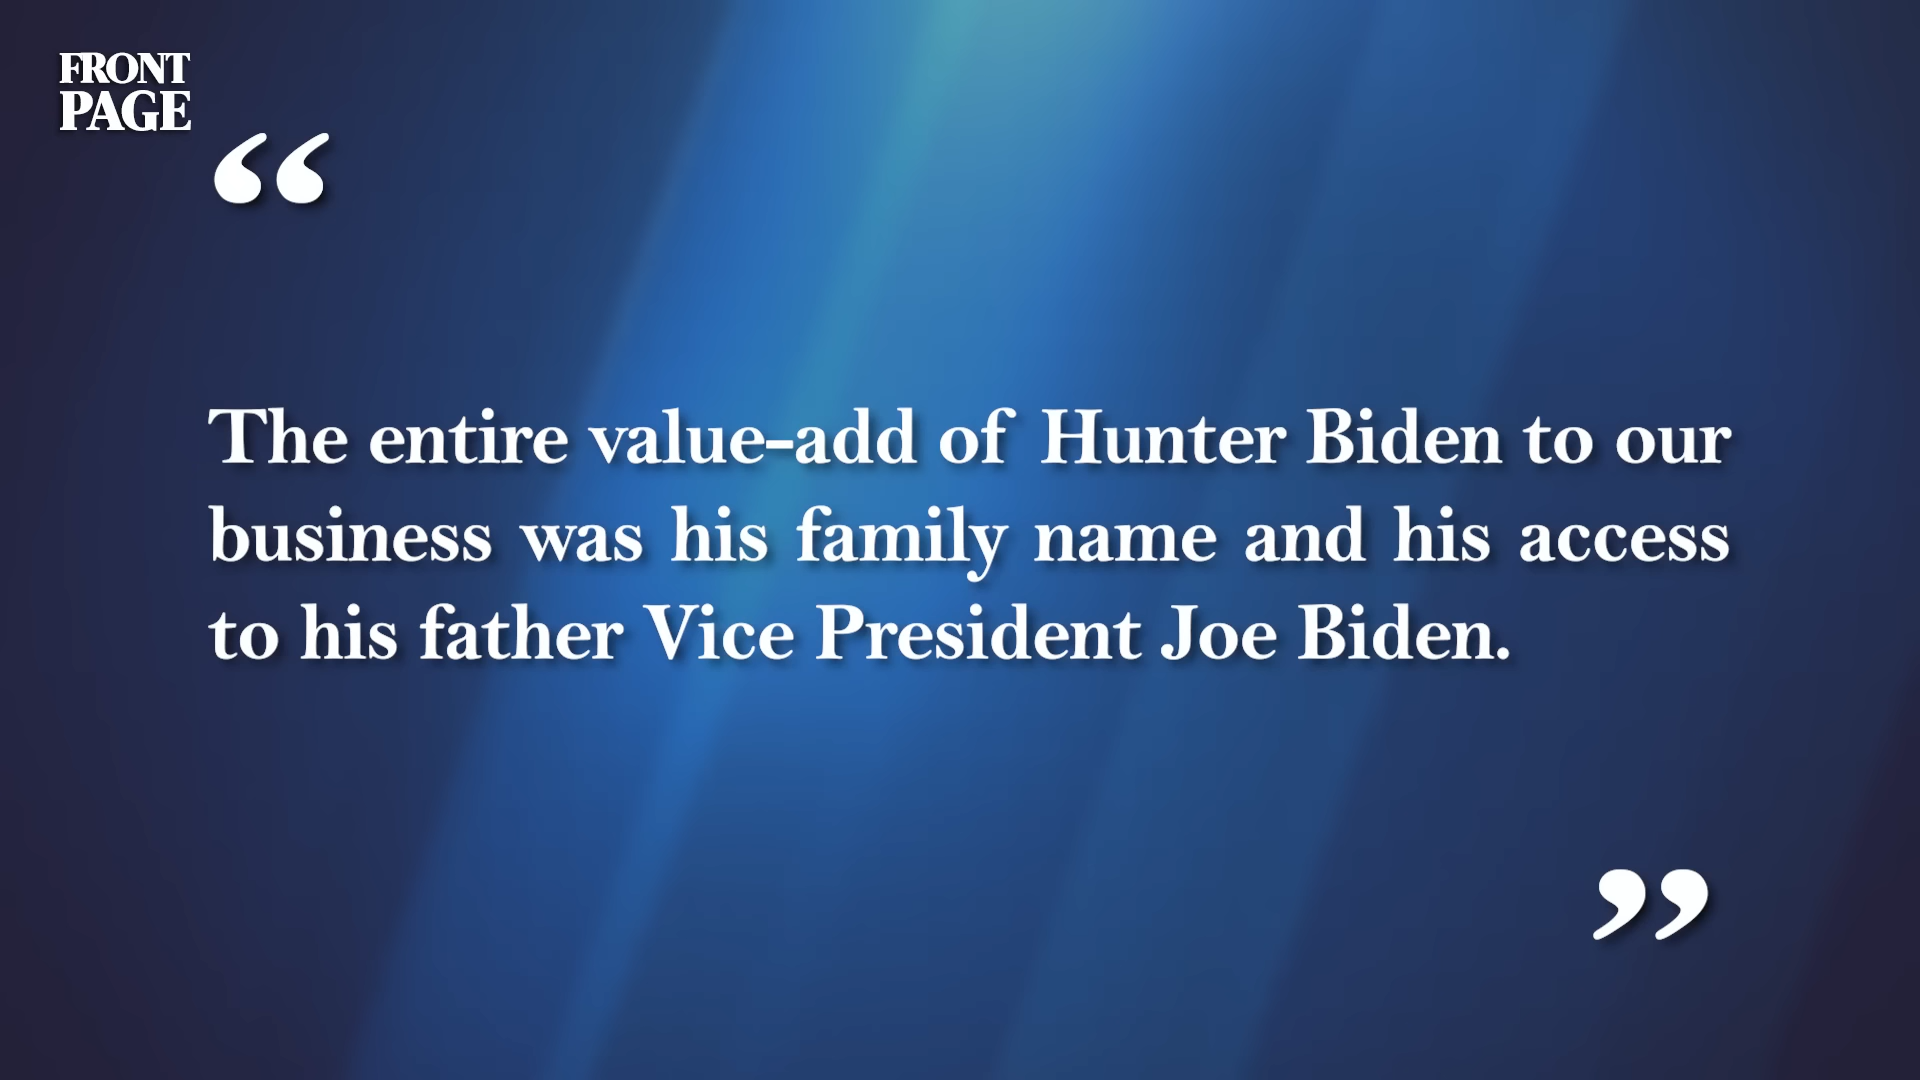 FRONT
PAGE
“
The entire value-add of Hunter Biden to our
business was his family name and his access
to his father Vice President Joe Biden.
”